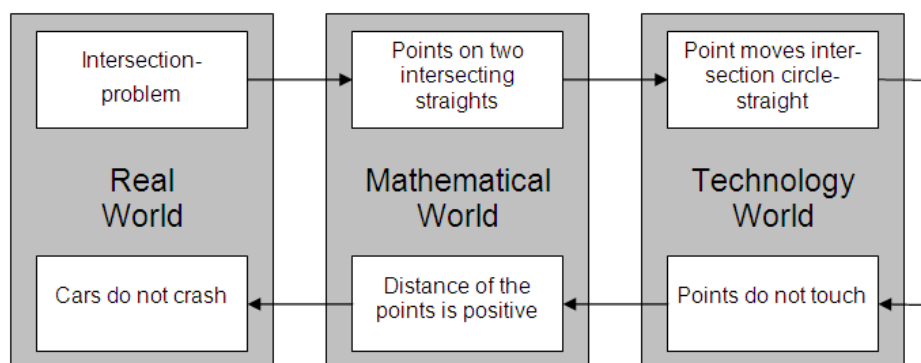 Intersection-
problem
Points on two
intersecting
straights
Point moves inter-
section circle-
straight
Real
World
Mathematical
World
Technology
World
Cars do not crash
Distance of the
points is positive
Points do not touch